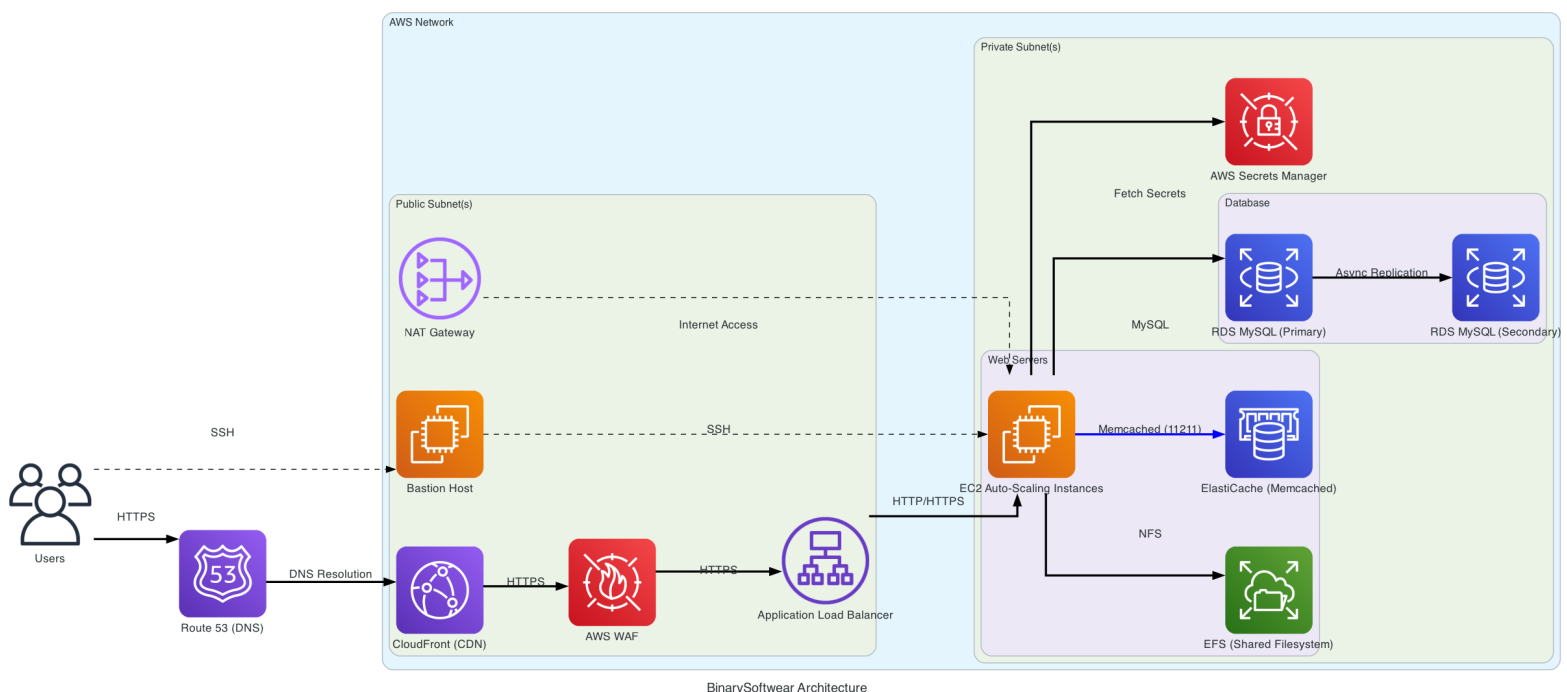 AWS Network
Private Subnet(s)
AWS Secrets Manager
Fetch Secrets
Public Subnet(s)
Database
Async Replication
NAT Gateway
Internet Access
MySQL
RDS MySQL (Primary)
RDS MySQL (Secondary)
Web Servers
SSH
SSH
Memcached (11211)
Bastion Host
EC2 Auto-Scaling Instances
ElastiCache (Memcached)
HTTP/HTTPS
HTTPS
NFS
Users
53
DNS Resolution
HTTPS
HTTPS
Route 53 (DNS)
CloudFront (CDN)
AWS WAF
Application Load Balancer
EFS (Shared Filesystem)
BinarySoftwear Architecture